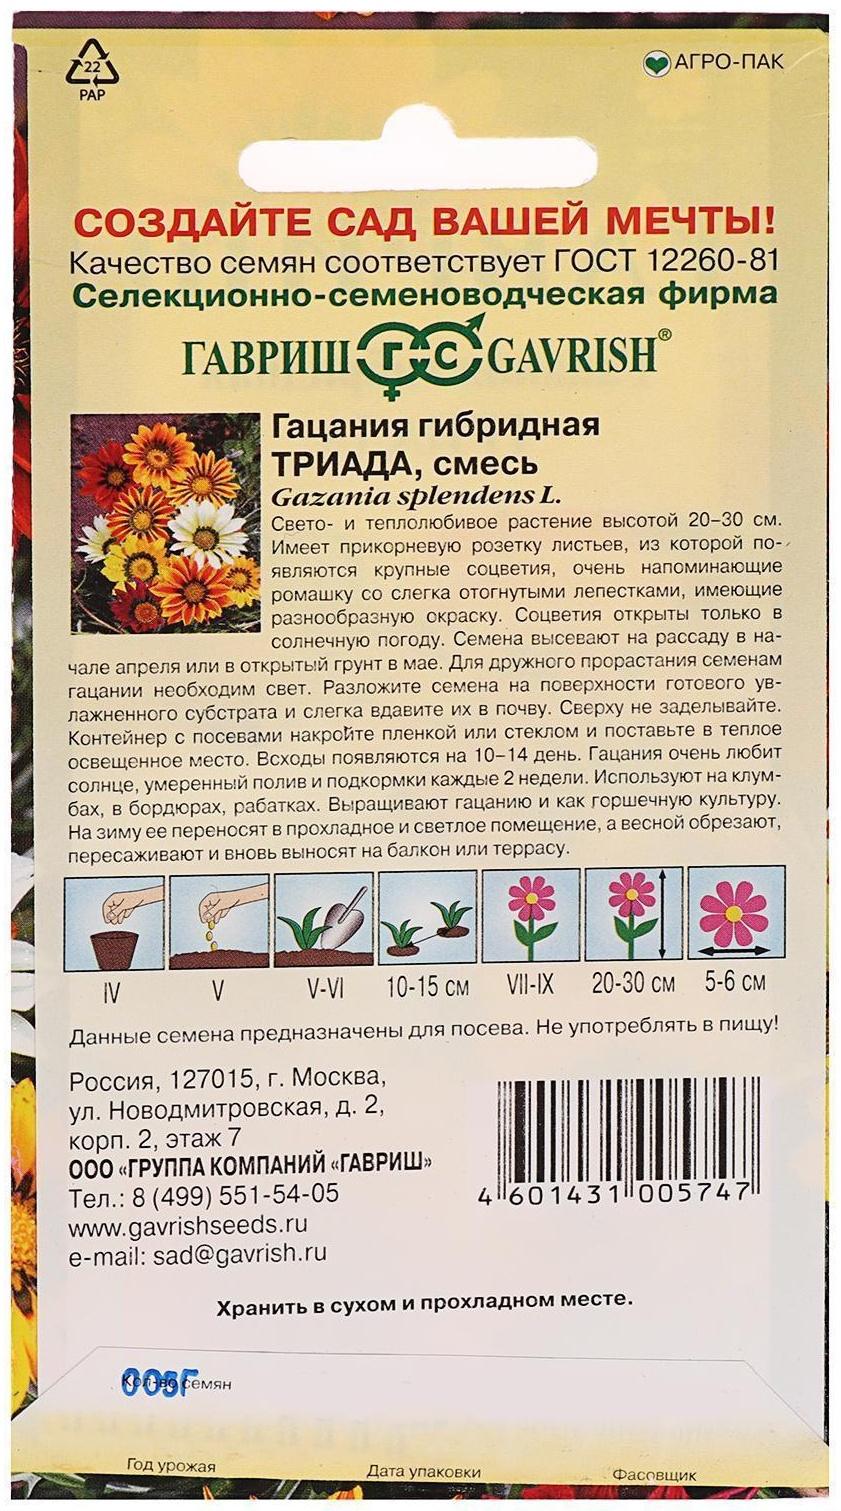 22
PAP
АГРО-ПАК
СОЗДАЙТЕ САД ВАШЕЙ МЕЧТЫ!
Качество семян соответствует ГОСТ 12260-81
Селекционно-семеноводческая фирма
ГАВРИШ Г-С GAVRISH®
Гацания гибридная
ТРИАДА, смесь
Gazania splendens L.
Свето- и теплолюбивое растение высотой 20–30 см.
Имеет прикорневую розетку листьев, из которой по-
являются крупные соцветия, очень напоминающие
ромашку со слегка отогнутыми лепестками, имеющие
разнообразную окраску. Соцветия открыты только в
солнечную погоду. Семена высевают на рассаду в на-
чале апреля или в открытый грунт в мае. Для дружного прорастания семенам
гацании необходим свет. Разложите семена на поверхности готового ув-
лажненного субстрата и слегка вдавите их в почву. Сверху не заделывайте.
Контейнер с посевами накройте пленкой или стеклом и поставьте в теплое
освещенное место. Всходы появляются на 10–14 день. Гацания очень любит
солнце, умеренный полив и подкормки каждые 2 недели. Используют на клум-
бах, в бордюрах, рабатках. Выращивают гацанию и как горшечную культуру.
На зиму ее переносят в прохладное и светлое помещение, а весной обрезают,
пересаживают и вновь выносят на балкон или террасу.
IV V V-VI 10-15 см VII-IX 20-30 см 5-6 см
Данные семена предназначены для посева. Не употреблять в пищу!
Россия, 127015, г. Москва,
ул. Новодмитровская, д. 2,
корп. 2, этаж 7
ООО «ГРУППА КОМПАНИЙ «ГАВРИШ»
Тел.: 8 (499) 551-54-05
www.gavrishseeds.ru
e-mail: sad@gavrish.ru
4 601431 005747
Хранить в сухом и прохладном месте.
Кол-во семян
Год урожая
Дата упаковки
Фасовщик